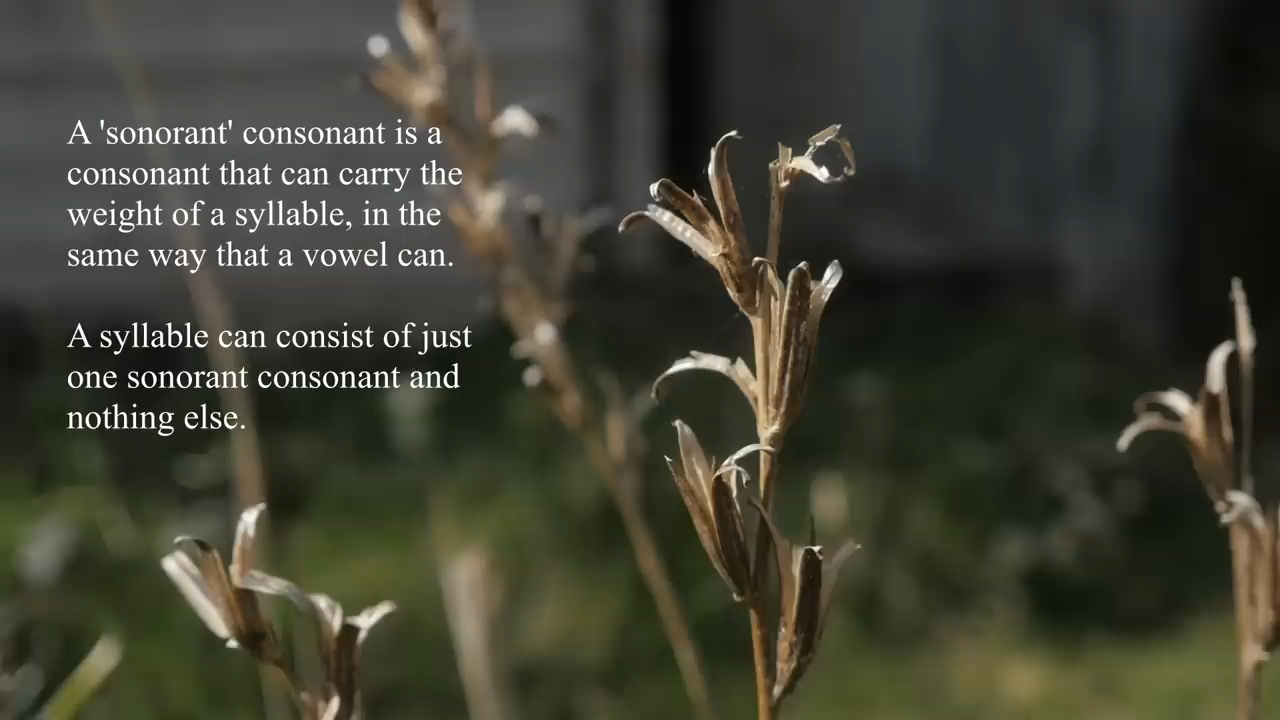 A 'sonorant' consonant is a
consonant that can carry the
weight of a syllable, in the
same way that a vowel can.
A syllable can consist of just
one sonorant consonant and
nothing else.